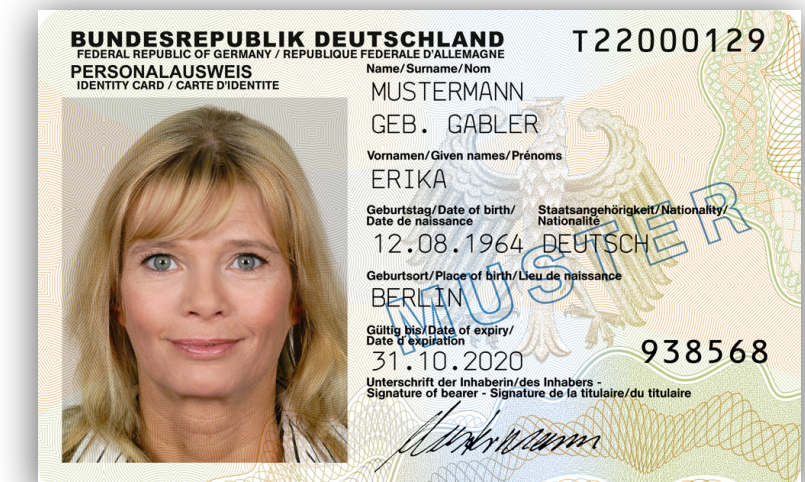 BUNDESREPUBLIK DEUTSCHLAND
T22000129
FEDERAL REPUBLIC OF GERMANY / REPUBLIQUE FEDERALE D'ALLEMAGNE
PERSONALAUSWEIS
IDENTITY CARD / CARTE D'IDENTITE
Name/Surname/Nom
MUSTERMANN
GEB. GABLER
Vornamen/Given names/Prénoms
ERIKA
Geburtstag/Date of birth/
Date de naissance
Staatsangehörigkeit/Nationality/
Nationalité
12.08.1964 DEUTSCH
Geburtsort/Place of birth/Lieu de naissance
BERLIN
MUSTER
Gültig bis/Date of expiry/
Date d'expiration
31.10.2020
938568
Unterschrift der Inhaberin/des Inhabers -
Signature of bearer - Signature de la titulaire/du titulaire
Mustermann